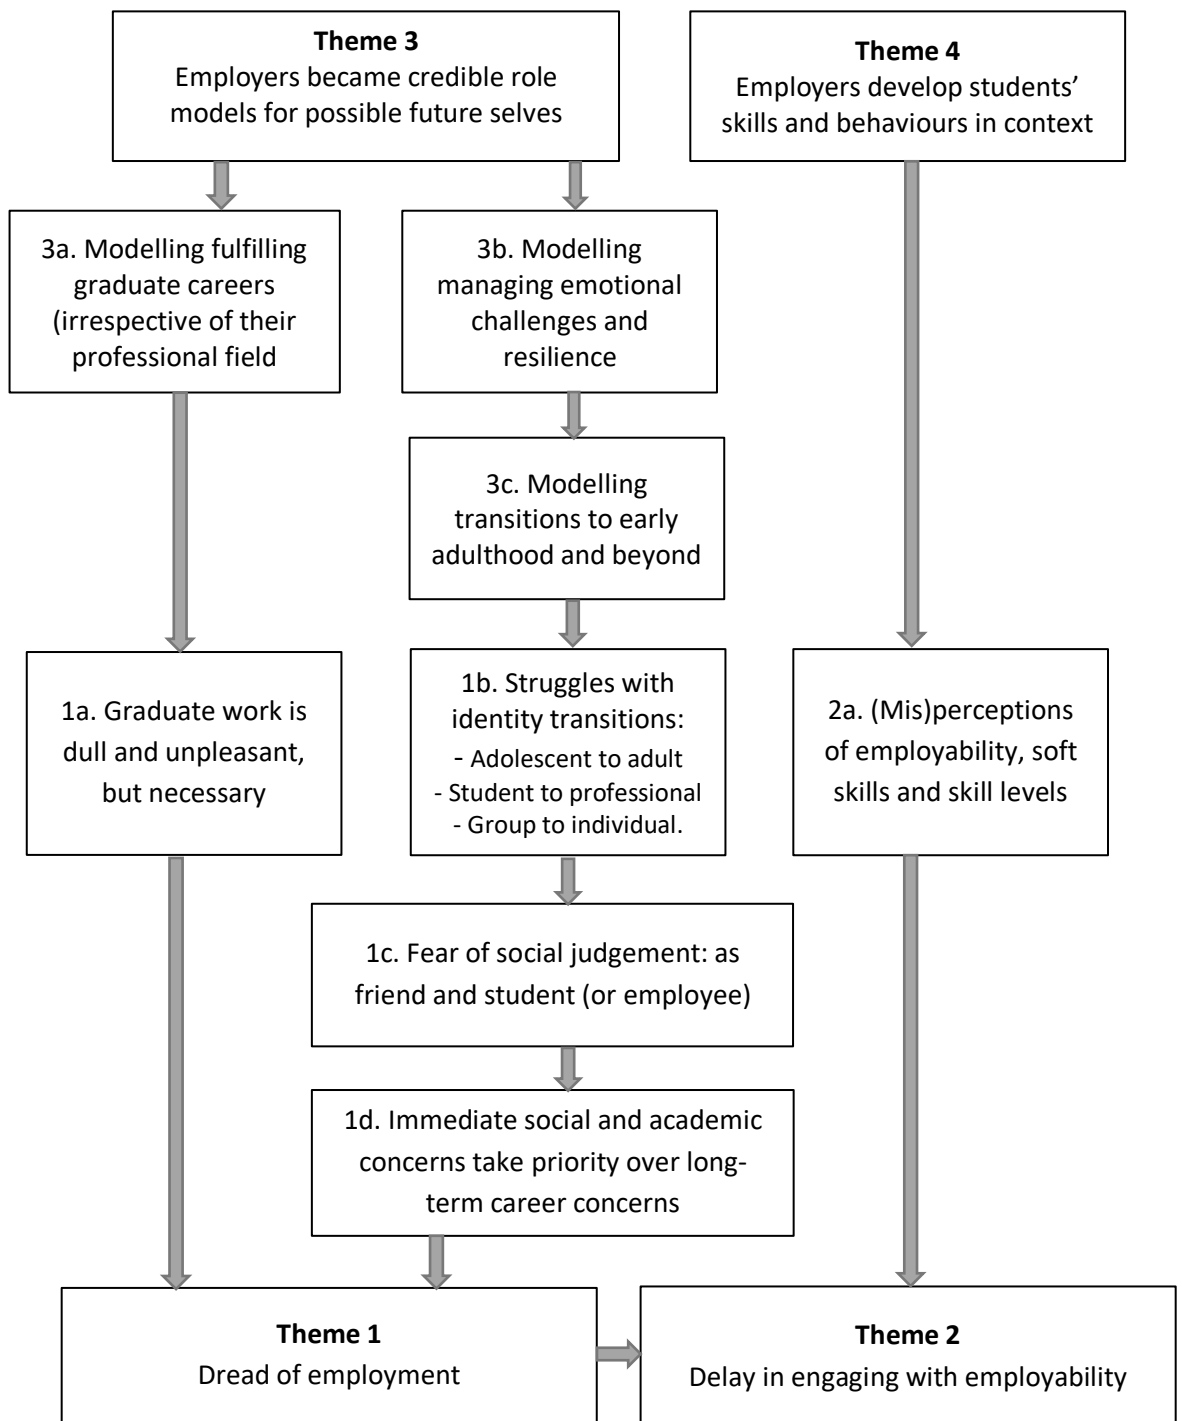 Theme 3
Employers became credible role
models for possible future selves
Theme 4
Employers develop students’
skills and behaviours in context
3a. Modelling fulfilling
graduate careers
(irrespective of their
professional field
3b. Modelling
managing emotional
challenges and
resilience
3c. Modelling
transitions to early
adulthood and beyond
1a. Graduate work is
dull and unpleasant,
but necessary
1b. Struggles with
identity transitions:
- Adolescent to adult
- Student to professional
- Group to individual.
2a. (Mis)perceptions
of employability, soft
skills and skill levels
1c. Fear of social judgement: as
friend and student (or employee)
1d. Immediate social and academic
concerns take priority over long-
term career concerns
Theme 1
Dread of employment
Theme 2
Delay in engaging with employability